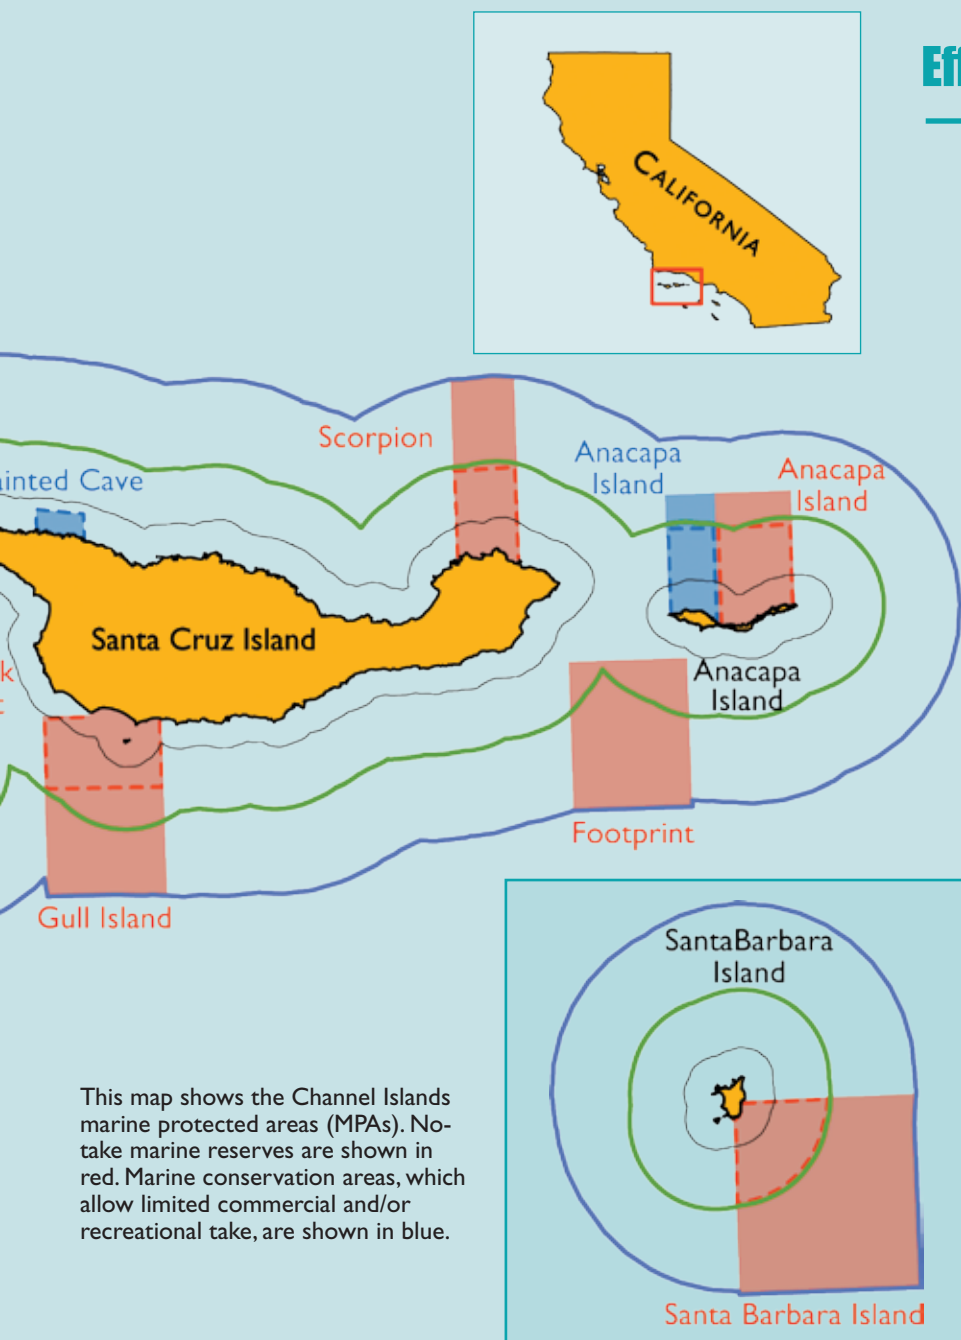 Eff
CALIFORNIA
Scorpion
Anacapa
Island
Anacapa
Island
ainted Cave
Santa Cruz Island
k
t
Anacapa
Island
Footprint
Gull Island
SantaBarbara
Island
This map shows the Channel Islands
marine protected areas (MPAs). No-
take marine reserves are shown in
red. Marine conservation areas, which
allow limited commercial and/or
recreational take, are shown in blue.
Santa Barbara Island